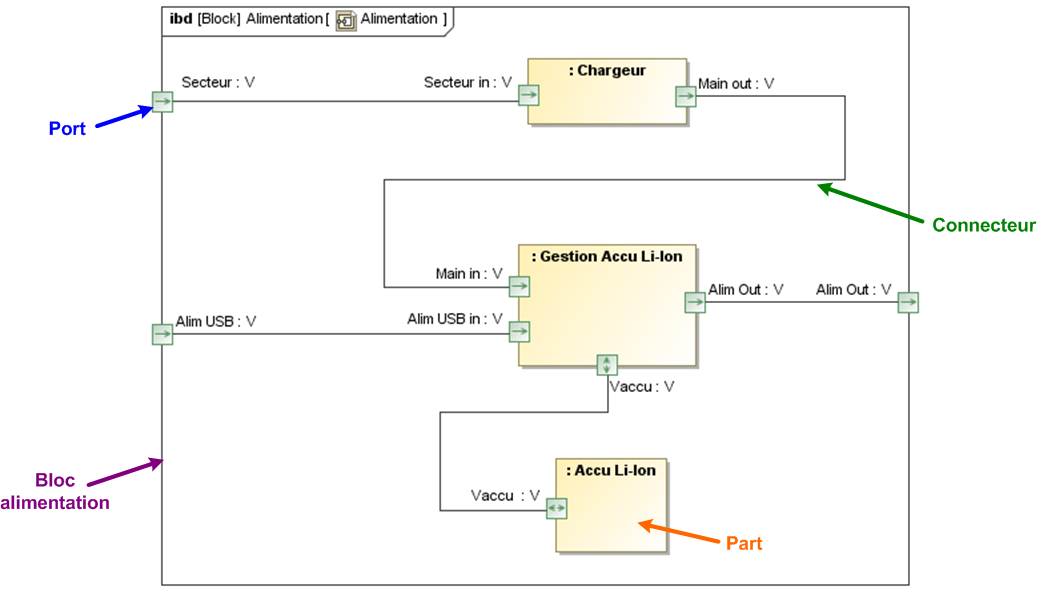 ibd [Block] Alimentation [ Alimentation ]
: Chargeur
Secteur : V
Secteur in : V
Main out : V
Port
Connecteur
: Gestion Accu Li-Ion
Main in : V
Alim Out : V
Alim Out : V
Alim USB : V
Alim USB in : V
Vaccu : V
: Accu Li-Ion
Bloc
alimentation
Vaccu : V
Part